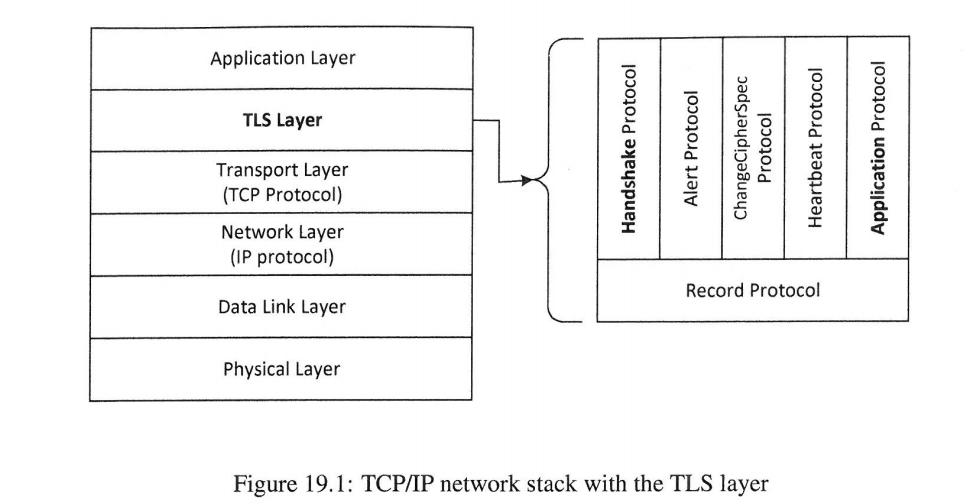 Application Layer
TLS Layer
Transport Layer
(TCP Protocol)
Network Layer
(IP protocol)
Data Link Layer
Physical Layer
Handshake Protocol
Alert Protocol
ChangeCipherSpec
Protocol
Heartbeat Protocol
Application Protocol
Record Protocol
Figure 19.1: TCP/IP network stack with the TLS layer